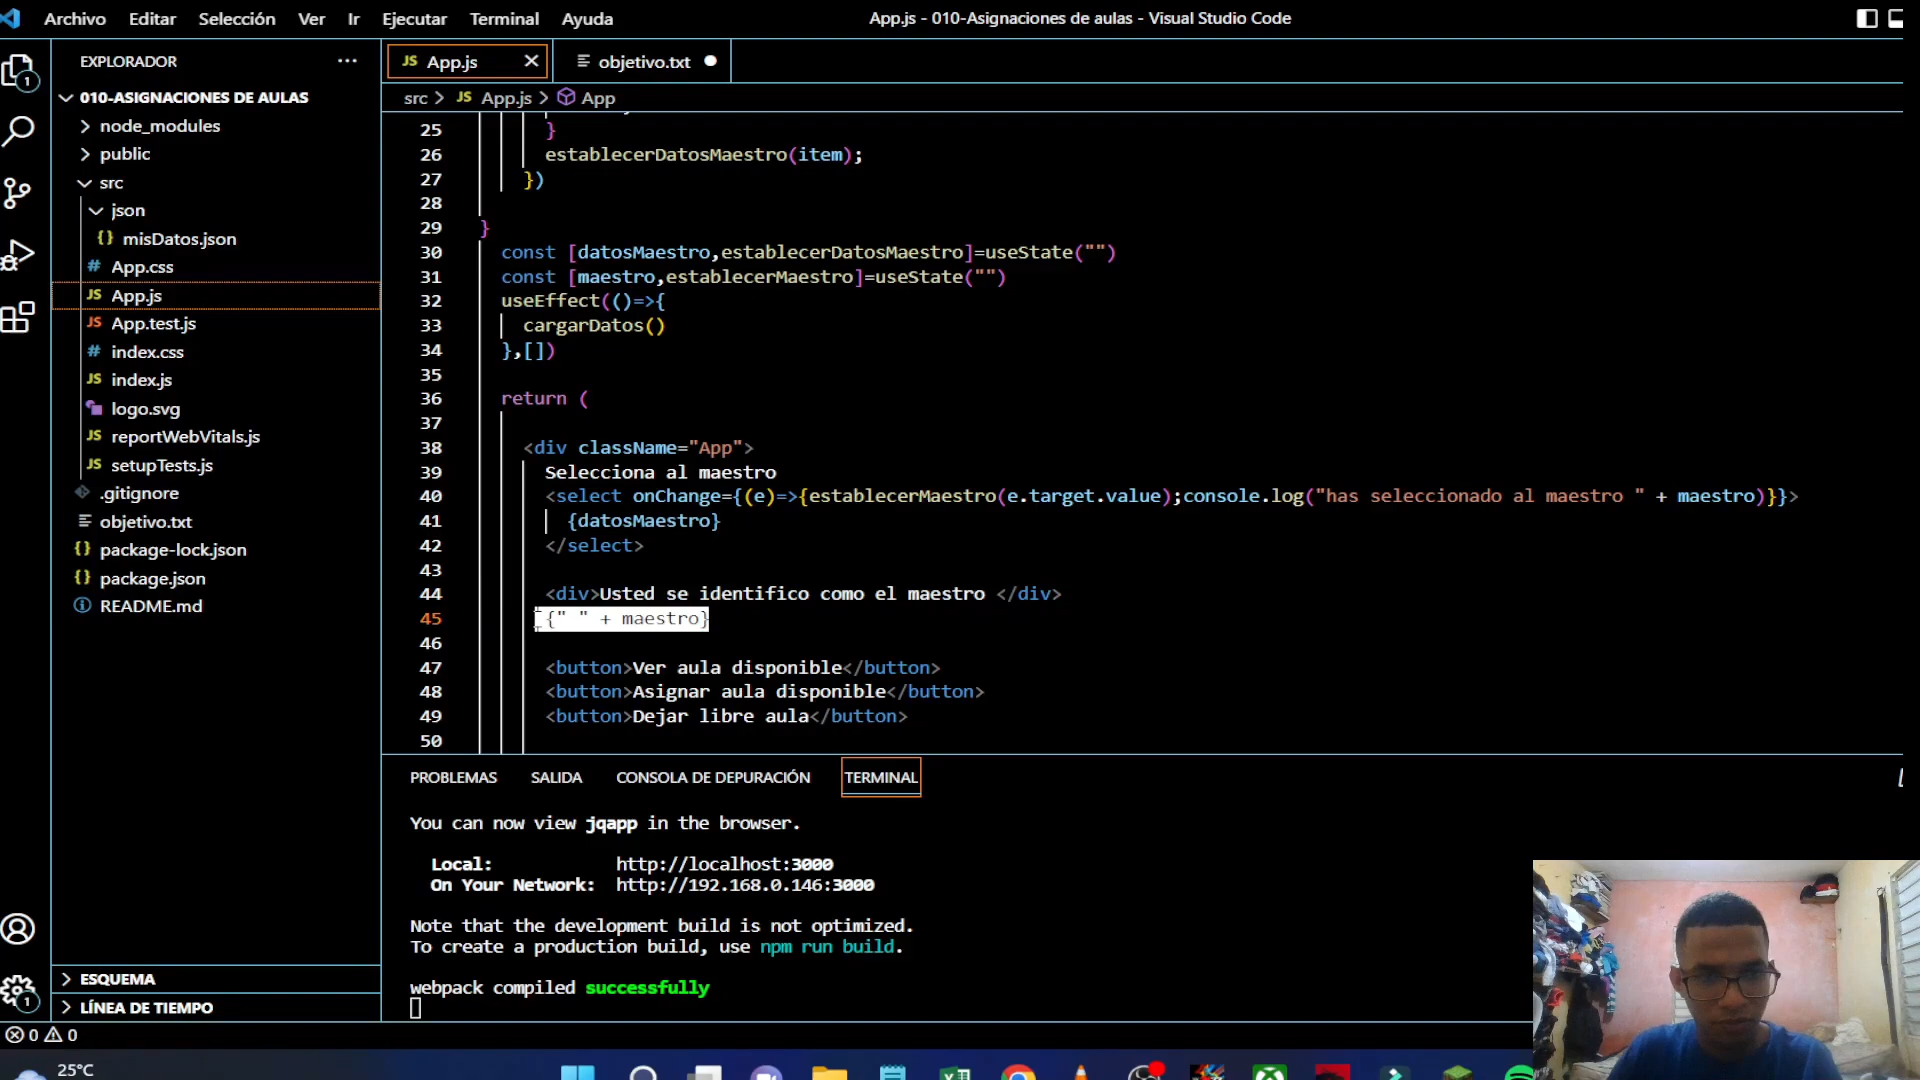 Archivo Editar Selección Ver Ir Ejecutar Terminal Ayuda
App.js - 010-Asignaciones de aulas - Visual Studio Code
EXPLORADOR ...
010-ASIGNACIONES DE AULAS
node_modules
public
src
json
{} misDatos.json
# App.css
JS App.js
JS App.test.js
# index.css
JS index.js
logo.svg
JS reportWebVitals.js
JS setupTests.js
.gitignore
objetivo.txt
{} package-lock.json
{} package.json
README.md
ESQUEMA
LÍNEA DE TIEMPO
1
1
JS App.js
objetivo.txt
src > JS App.js > App
25 }
26 establecerDatosMaestro(item);
27 })
28
29 }
30 const [datosMaestro,establecerDatosMaestro]=useState("")
31 const [maestro,establecerMaestro]=useState("")
32 useEffect(()=>{
33 cargarDatos()
34 },[])
35
36 return (
37
38 <div className="App">
39 Selecciona al maestro
40 <select onChange={(e)=>{establecerMaestro(e.target.value);console.log("has seleccionado al maestro " + maestro)}}>
41 {datosMaestro}
42 </select>
43
44 <div>Usted se identifico como el maestro </div>
45 {" " + maestro}
46
47 <button>Ver aula disponible</button>
48 <button>Asignar aula disponible</button>
49 <button>Dejar libre aula</button>
50
PROBLEMAS SALIDA CONSOLA DE DEPURACIÓN TERMINAL
You can now view jqapp in the browser.
Local: http://localhost:3000
On Your Network: http://192.168.0.146:3000
Note that the development build is not optimized.
To create a production build, use npm run build.
webpack compiled successfully
0 0
25°C